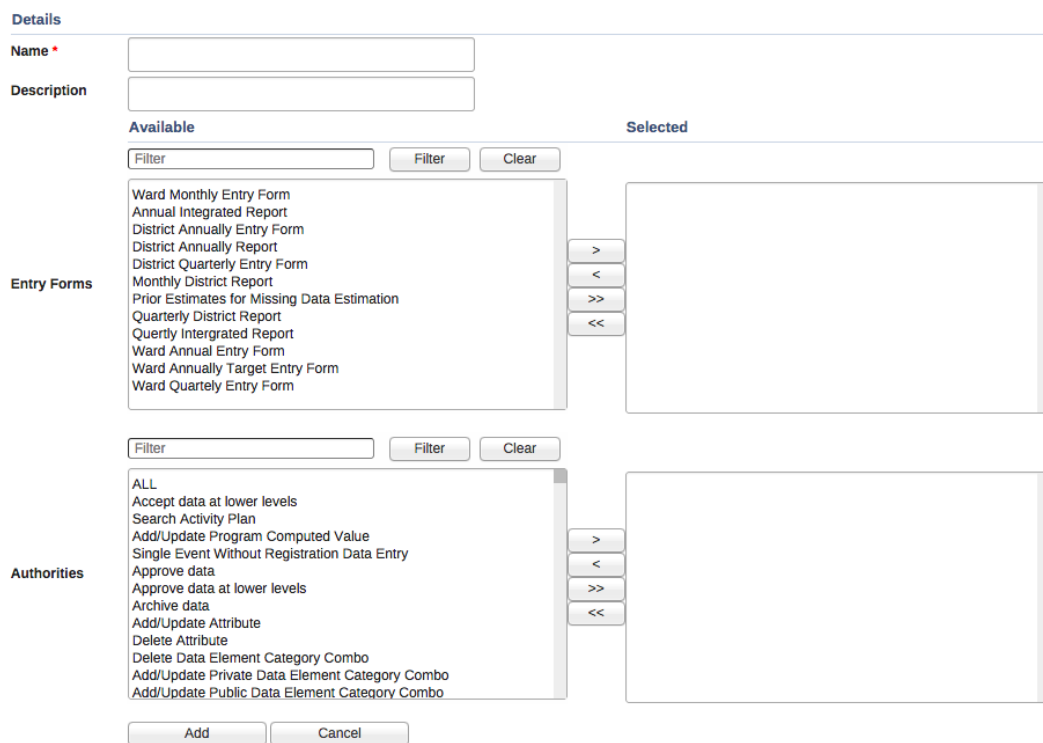 Details
Name *
Description
Available Selected
Filter Filter Clear
Entry Forms
Ward Monthly Entry Form
Annual Integrated Report
District Annually Entry Form
District Annually Report
District Quarterly Entry Form
Monthly District Report
Prior Estimates for Missing Data Estimation
Quarterly District Report
Quertly Intergrated Report
Ward Annual Entry Form
Ward Annually Target Entry Form
Ward Quartely Entry Form
>
<
>>
<<
Filter Filter Clear
Authorities
ALL
Accept data at lower levels
Search Activity Plan
Add/Update Program Computed Value
Single Event Without Registration Data Entry
Approve data
Approve data at lower levels
Archive data
Add/Update Attribute
Delete Attribute
Delete Data Element Category Combo
Add/Update Private Data Element Category Combo
Add/Update Public Data Element Category Combo
>
<
>>
<<
Add Cancel